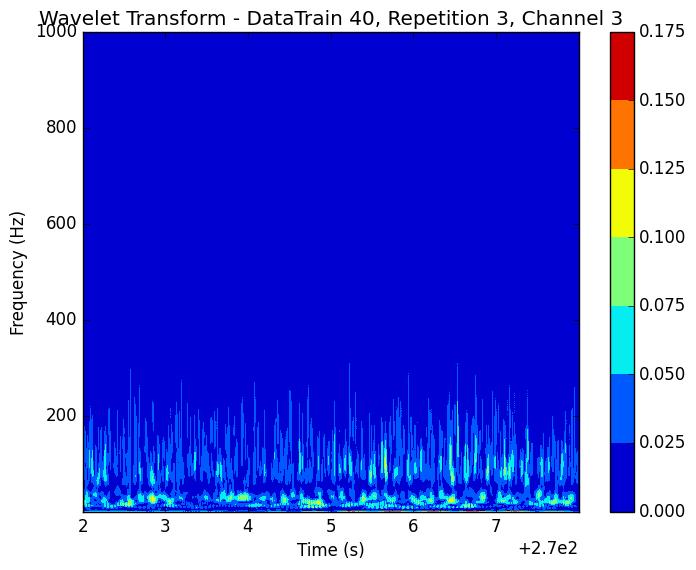 Wavelet Transform - DataTrain 40, Repetition 3, Channel 3
1000
800
600
400
200
Frequency (Hz)
2 3 4 5 6 7
Time (s)
+2.7e2
0.175
0.150
0.125
0.100
0.075
0.050
0.025
0.000